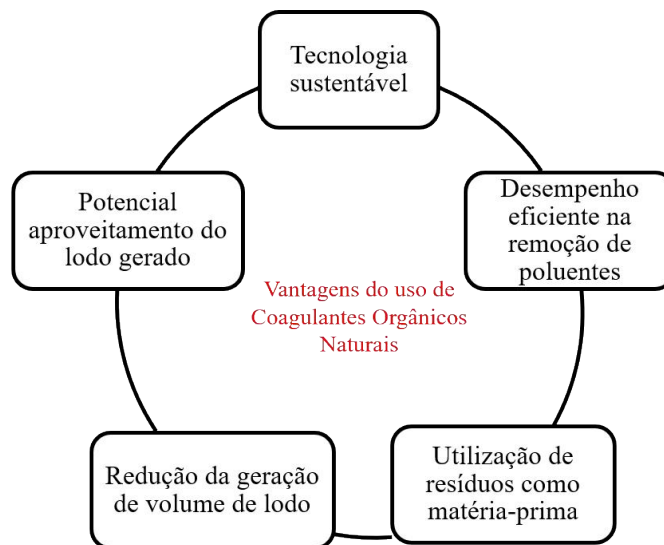 Tecnologia
sustentável
Desempenho
eficiente na
remoção de
poluentes
Utilização de
resíduos como
matéria-prima
Redução da geração
de volume de lodo
Potencial
aproveitamento do
lodo gerado
Vantagens do uso de
Coagulantes Orgânicos
Naturais